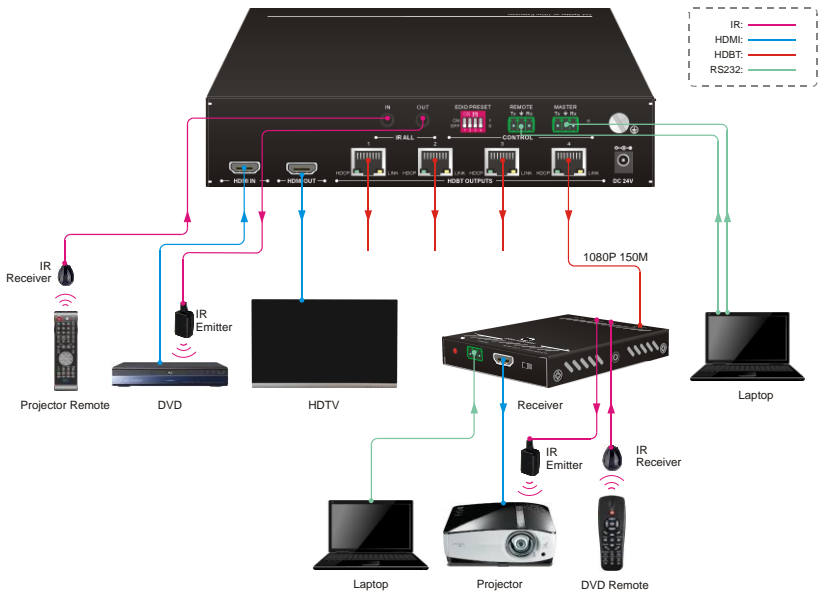 IR:
HDMI:
HDBT:
RS232:
IN
OUT
EDID PRESET
REMOTE
MASTER
ON
Tx Rx
Tx Rx
ON
OFF
IR ALL
CONTROL
1
2
3
4
HDCP LINK
HDCP LINK
HDCP LINK
HDCP LINK
HDMI IN
HDMI OUT
HDBT OUTPUTS
DC 24V
1080P 150M
IR
Receiver
IR
Emitter
Projector Remote
DVD
HDTV
Receiver
Laptop
IR
Emitter
IR
Receiver
Laptop
Projector
DVD Remote